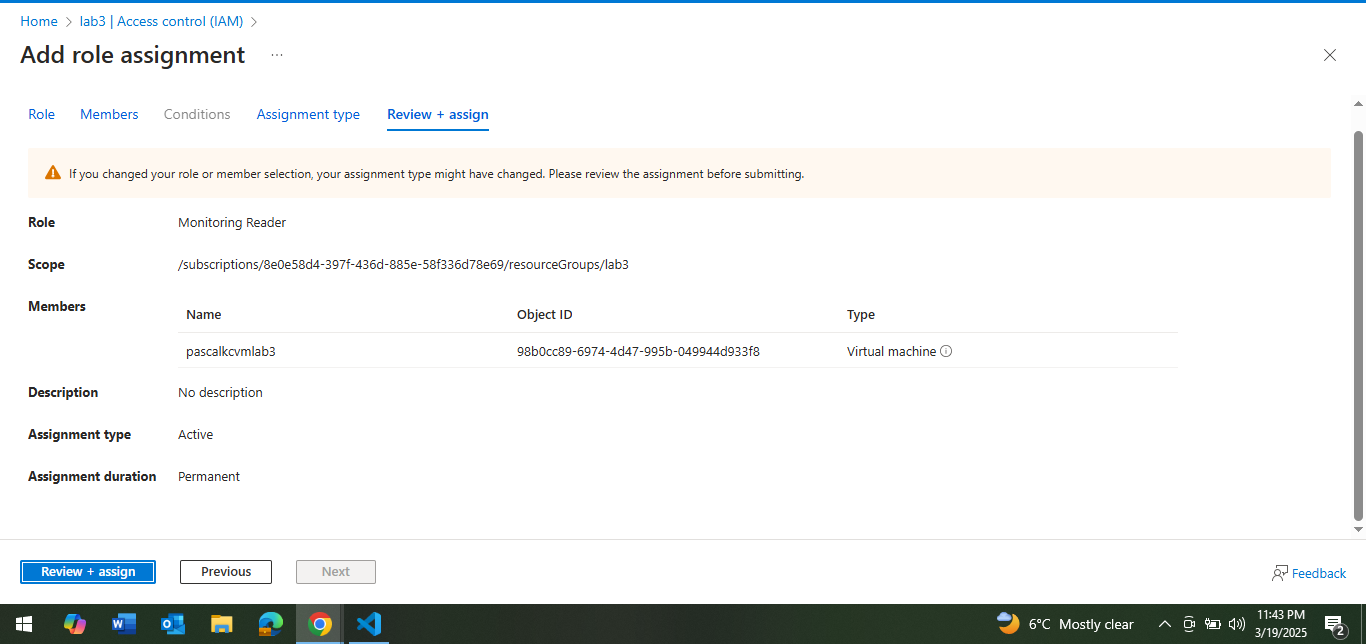 Home > lab3 | Access control (IAM) >
Add role assignment ...
Role Members Conditions Assignment type Review + assign
If you changed your role or member selection, your assignment type might have changed. Please review the assignment before submitting.
Role Monitoring Reader
Scope /subscriptions/8e0e58d4-397f-436d-885e-58f336d78e69/resourceGroups/lab3
Members
Name Object ID Type
pascalkcvmlab3 98b0cc89-6974-4d47-995b-049944d933f8 Virtual machine
Description No description
Assignment type Active
Assignment duration Permanent
Review + assign Previous Next
Feedback
6°C Mostly clear
11:43 PM
3/19/2025
2